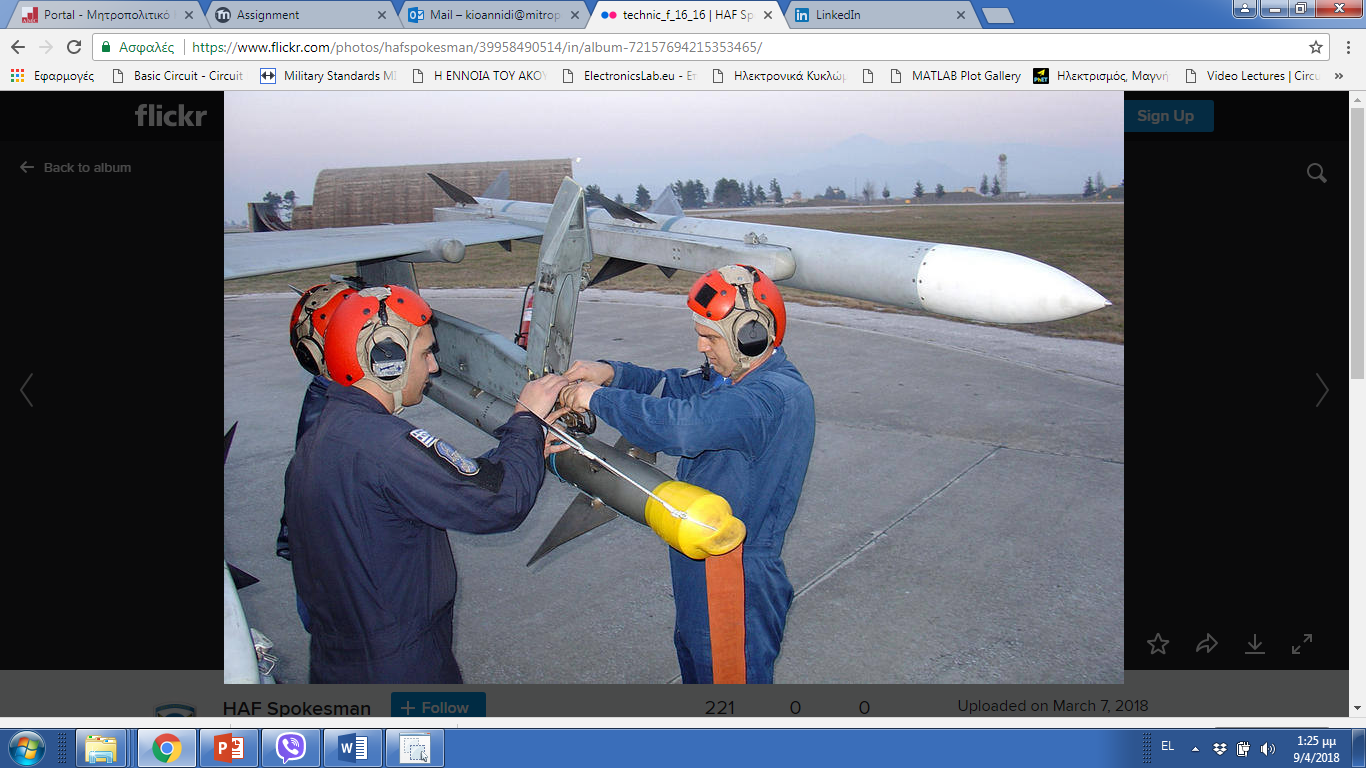 Portal - Μητροπολιτικό
Assignment
Mail – kioannidi@mitrop
technic_f_16_16 | HAF Sp
LinkedIn
Ασφαλές
https://www.flickr.com/photos/hafspokesman/39958490514/in/album-72157694215353465/
Εφαρμογές
Basic Circuit - Circuit
Military Standards MI
Η ΕΝΝΟΙΑ ΤΟΥ ΑΚΟΥ
ElectronicsLab.eu - Επ
Ηλεκτρονικά Κυκλώμ
MATLAB Plot Gallery
Ηλεκτρισμός, Μαγνή
Video Lectures | Circu
»
flickr
Sign Up
Back to album
HAF Spokesman
+ Follow
221
0
0
Uploaded on March 7, 2018
EL
1:25 μμ
9/4/2018